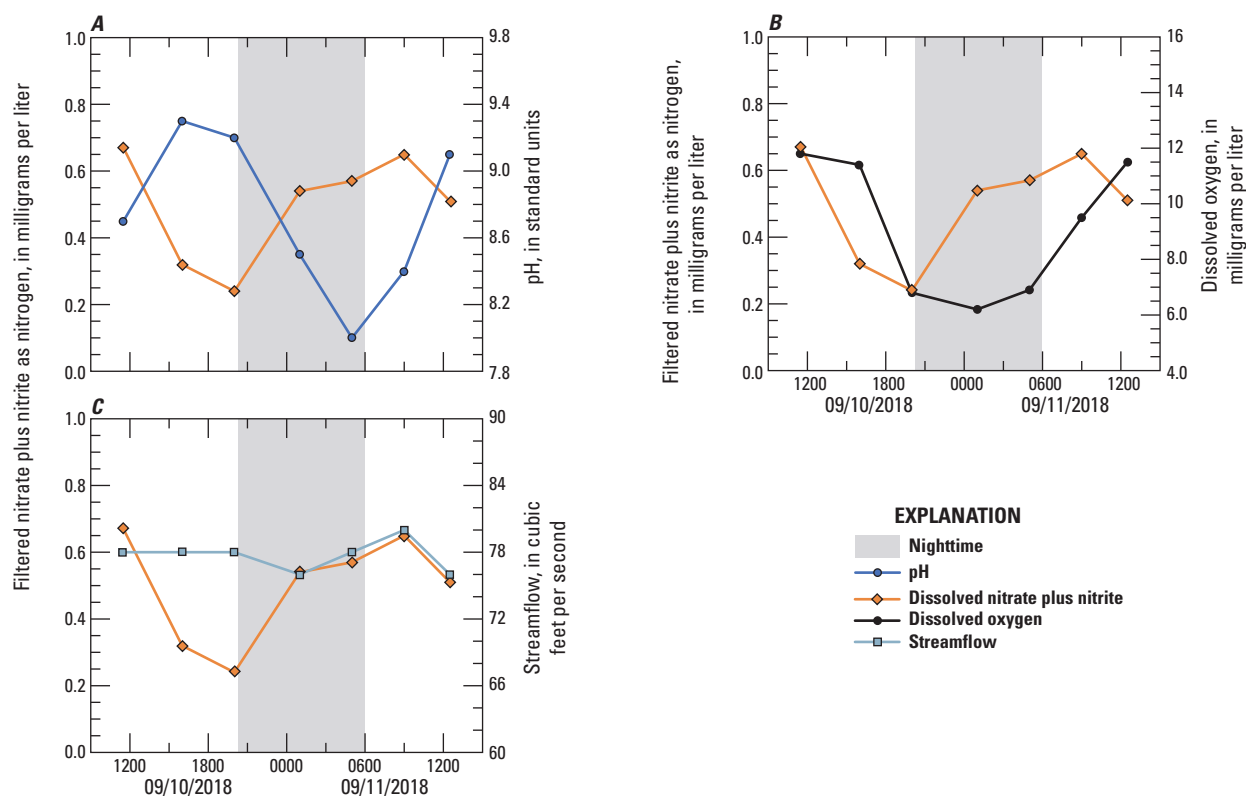 A
Filtered nitrate plus nitrite as nitrogen, in milligrams per liter
1.0
0.8
0.6
0.4
0.2
0.0
9.8
9.4
9.0
8.6
8.2
7.8
pH, in standard units
B
Filtered nitrate plus nitrite as nitrogen,
in milligrams per liter
1.0
0.8
0.6
0.4
0.2
0.0
16
14
12
10
8.0
6.0
4.0
Dissolved oxygen, in
milligrams per liter
1200 1800 0000 0600 1200
09/10/2018 09/11/2018
C
1.0
0.8
0.6
0.4
0.2
0.0
90
84
78
72
66
60
Streamflow, in cubic
feet per second
1200 1800 0000 0600 1200
09/10/2018 09/11/2018
EXPLANATION
Nighttime
pH
Dissolved nitrate plus nitrite
Dissolved oxygen
Streamflow